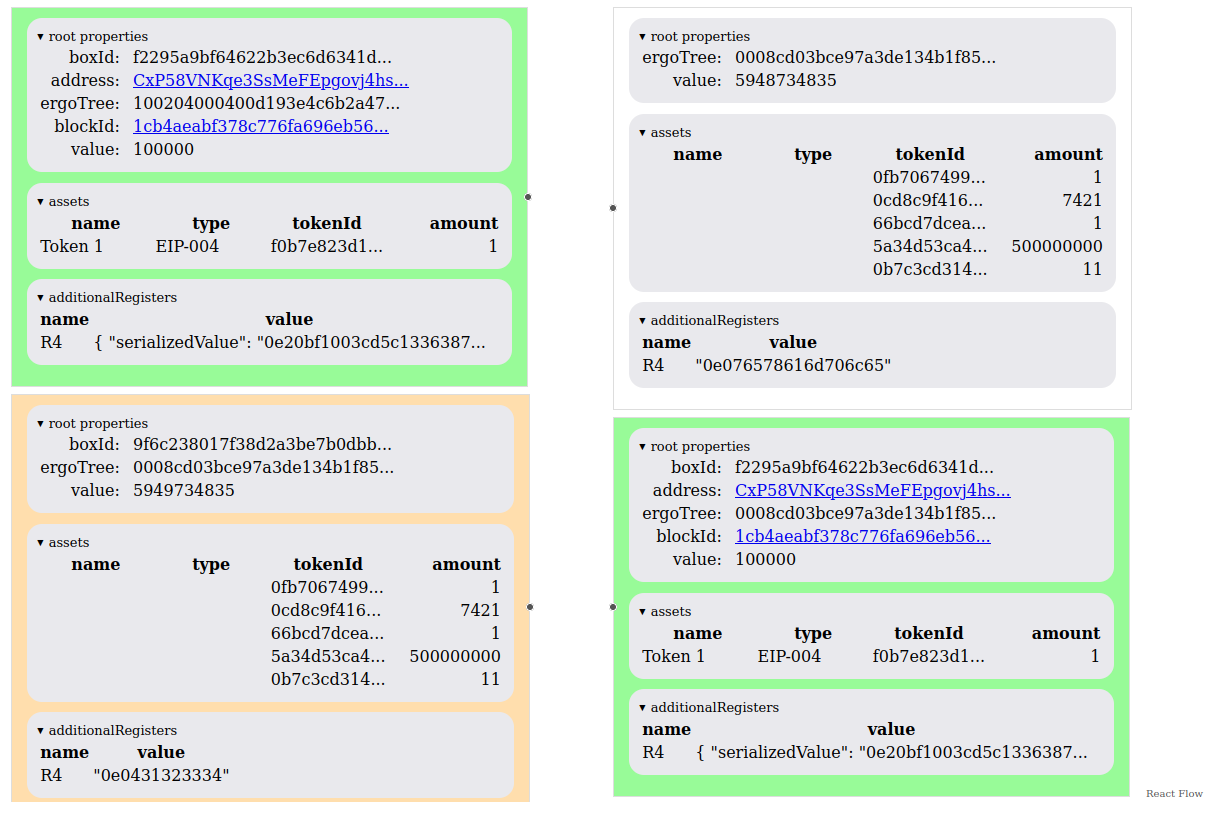 ▾ root properties
boxId: f2295a9bf64622b3ec6d6341d...
address: CxP58VNKqe3SsMeFEpgovj4hs...
ergoTree: 100204000400d193e4c6b2a47...
blockId: 1cb4aeabf378c776fa696eb56...
value: 100000
▾ assets
name type tokenId amount
Token 1 EIP-004 f0b7e823d1... 1
▾ additionalRegisters
name value
R4 { "serializedValue": "0e20bf1003cd5c1336387...
▾ root properties
boxId: 9f6c238017f38d2a3be7b0dbb...
ergoTree: 0008cd03bce97a3de134b1f85...
value: 5949734835
▾ assets
name type tokenId amount
0fb7067499... 1
0cd8c9f416... 7421
66bcd7dcea... 1
5a34d53ca4... 500000000
0b7c3cd314... 11
▾ additionalRegisters
name value
R4 "0e0431323334"
▾ root properties
ergoTree: 0008cd03bce97a3de134b1f85...
value: 5948734835
▾ assets
name type tokenId amount
0fb7067499... 1
0cd8c9f416... 7421
66bcd7dcea... 1
5a34d53ca4... 500000000
0b7c3cd314... 11
▾ additionalRegisters
name value
R4 "0e076578616d706c65"
▾ root properties
boxId: f2295a9bf64622b3ec6d6341d...
address: CxP58VNKqe3SsMeFEpgovj4hs...
ergoTree: 0008cd03bce97a3de134b1f85...
blockId: 1cb4aeabf378c776fa696eb56...
value: 100000
▾ assets
name type tokenId amount
Token 1 EIP-004 f0b7e823d1... 1
▾ additionalRegisters
name value
R4 { "serializedValue": "0e20bf1003cd5c1336387...
React Flow